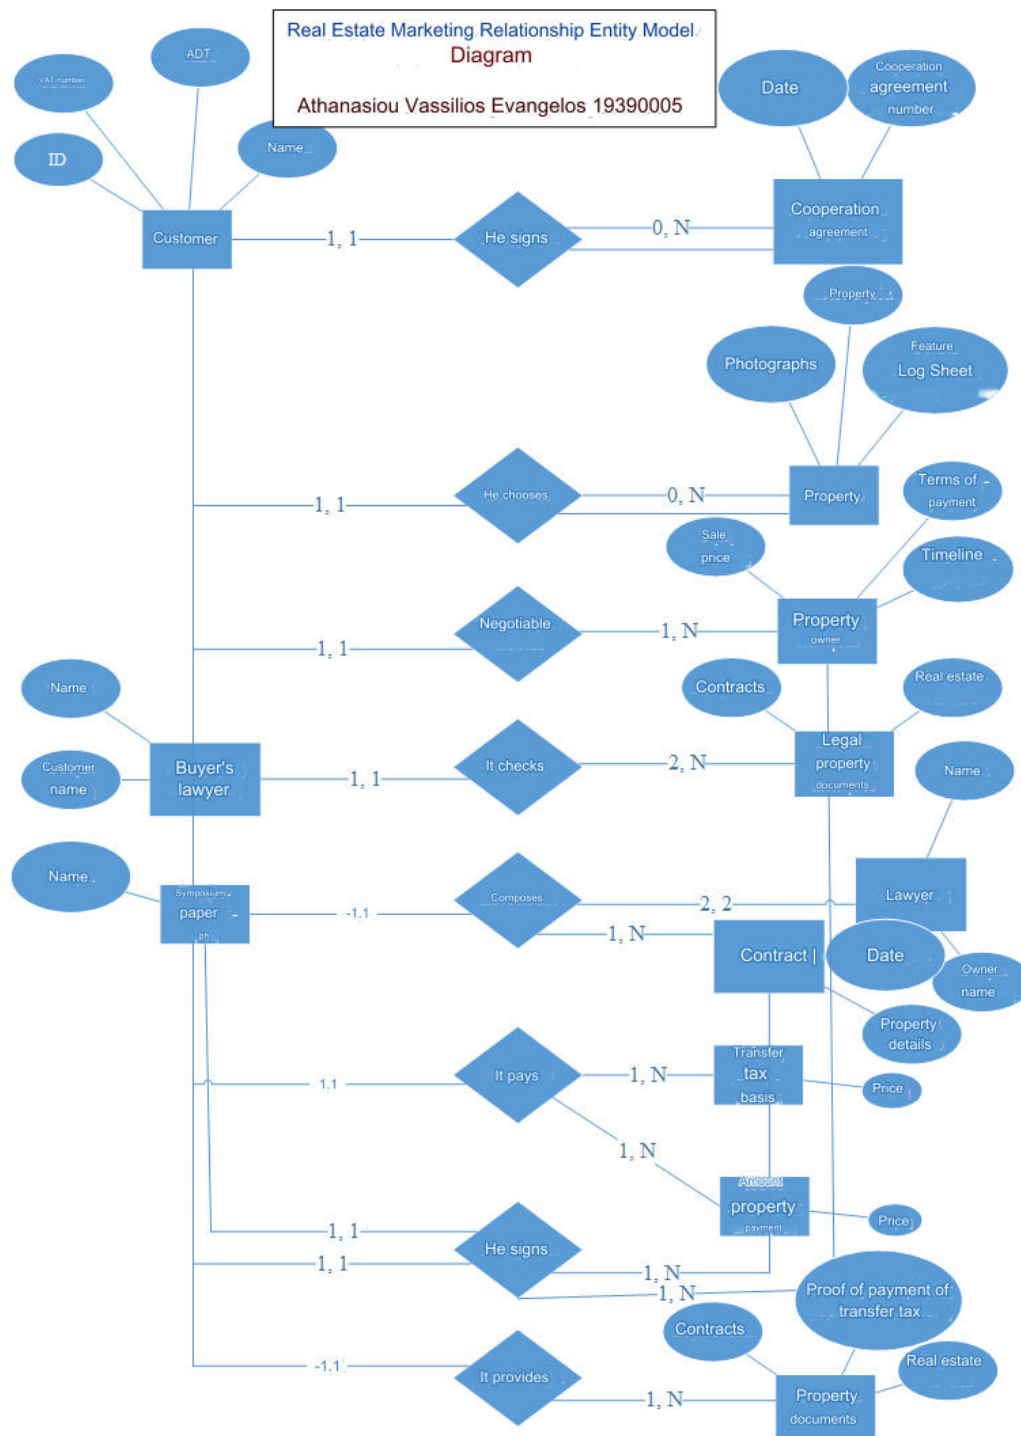 Real Estate Marketing Relationship Entity Model
Diagram
Athanasiou Vassilios Evangelos 19390005
ADT
VAT number
ID
Name
Customer
1, 1
He signs
0, N
Date
Cooperation
agreement
number
Cooperation
agreement
Property
Photographs
Feature
Log Sheet
1, 1
He chooses
0, N
Property
Terms of
payment
Sale
price
Timeline
1, 1
Negotiable
1, N
Property
owner
Name
Contracts
Real estate
Customer
name
Buyer's
lawyer
1, 1
It checks
2, N
Legal
property
documents
Name
Name
Symposium
paper
ph
-1.1
Composes
2, 2
Lawyer
1, N
Contract |
Date
Owner
name
Property
details
1.1
It pays
1, N
Transfer
tax
basis
Price
1, N
Amount
property
payment
Price
1, 1
1, 1
He signs
1, N
1, N
Proof of payment of
transfer tax
Contracts
Real estate
-1.1
It provides
1, N
Property
documents